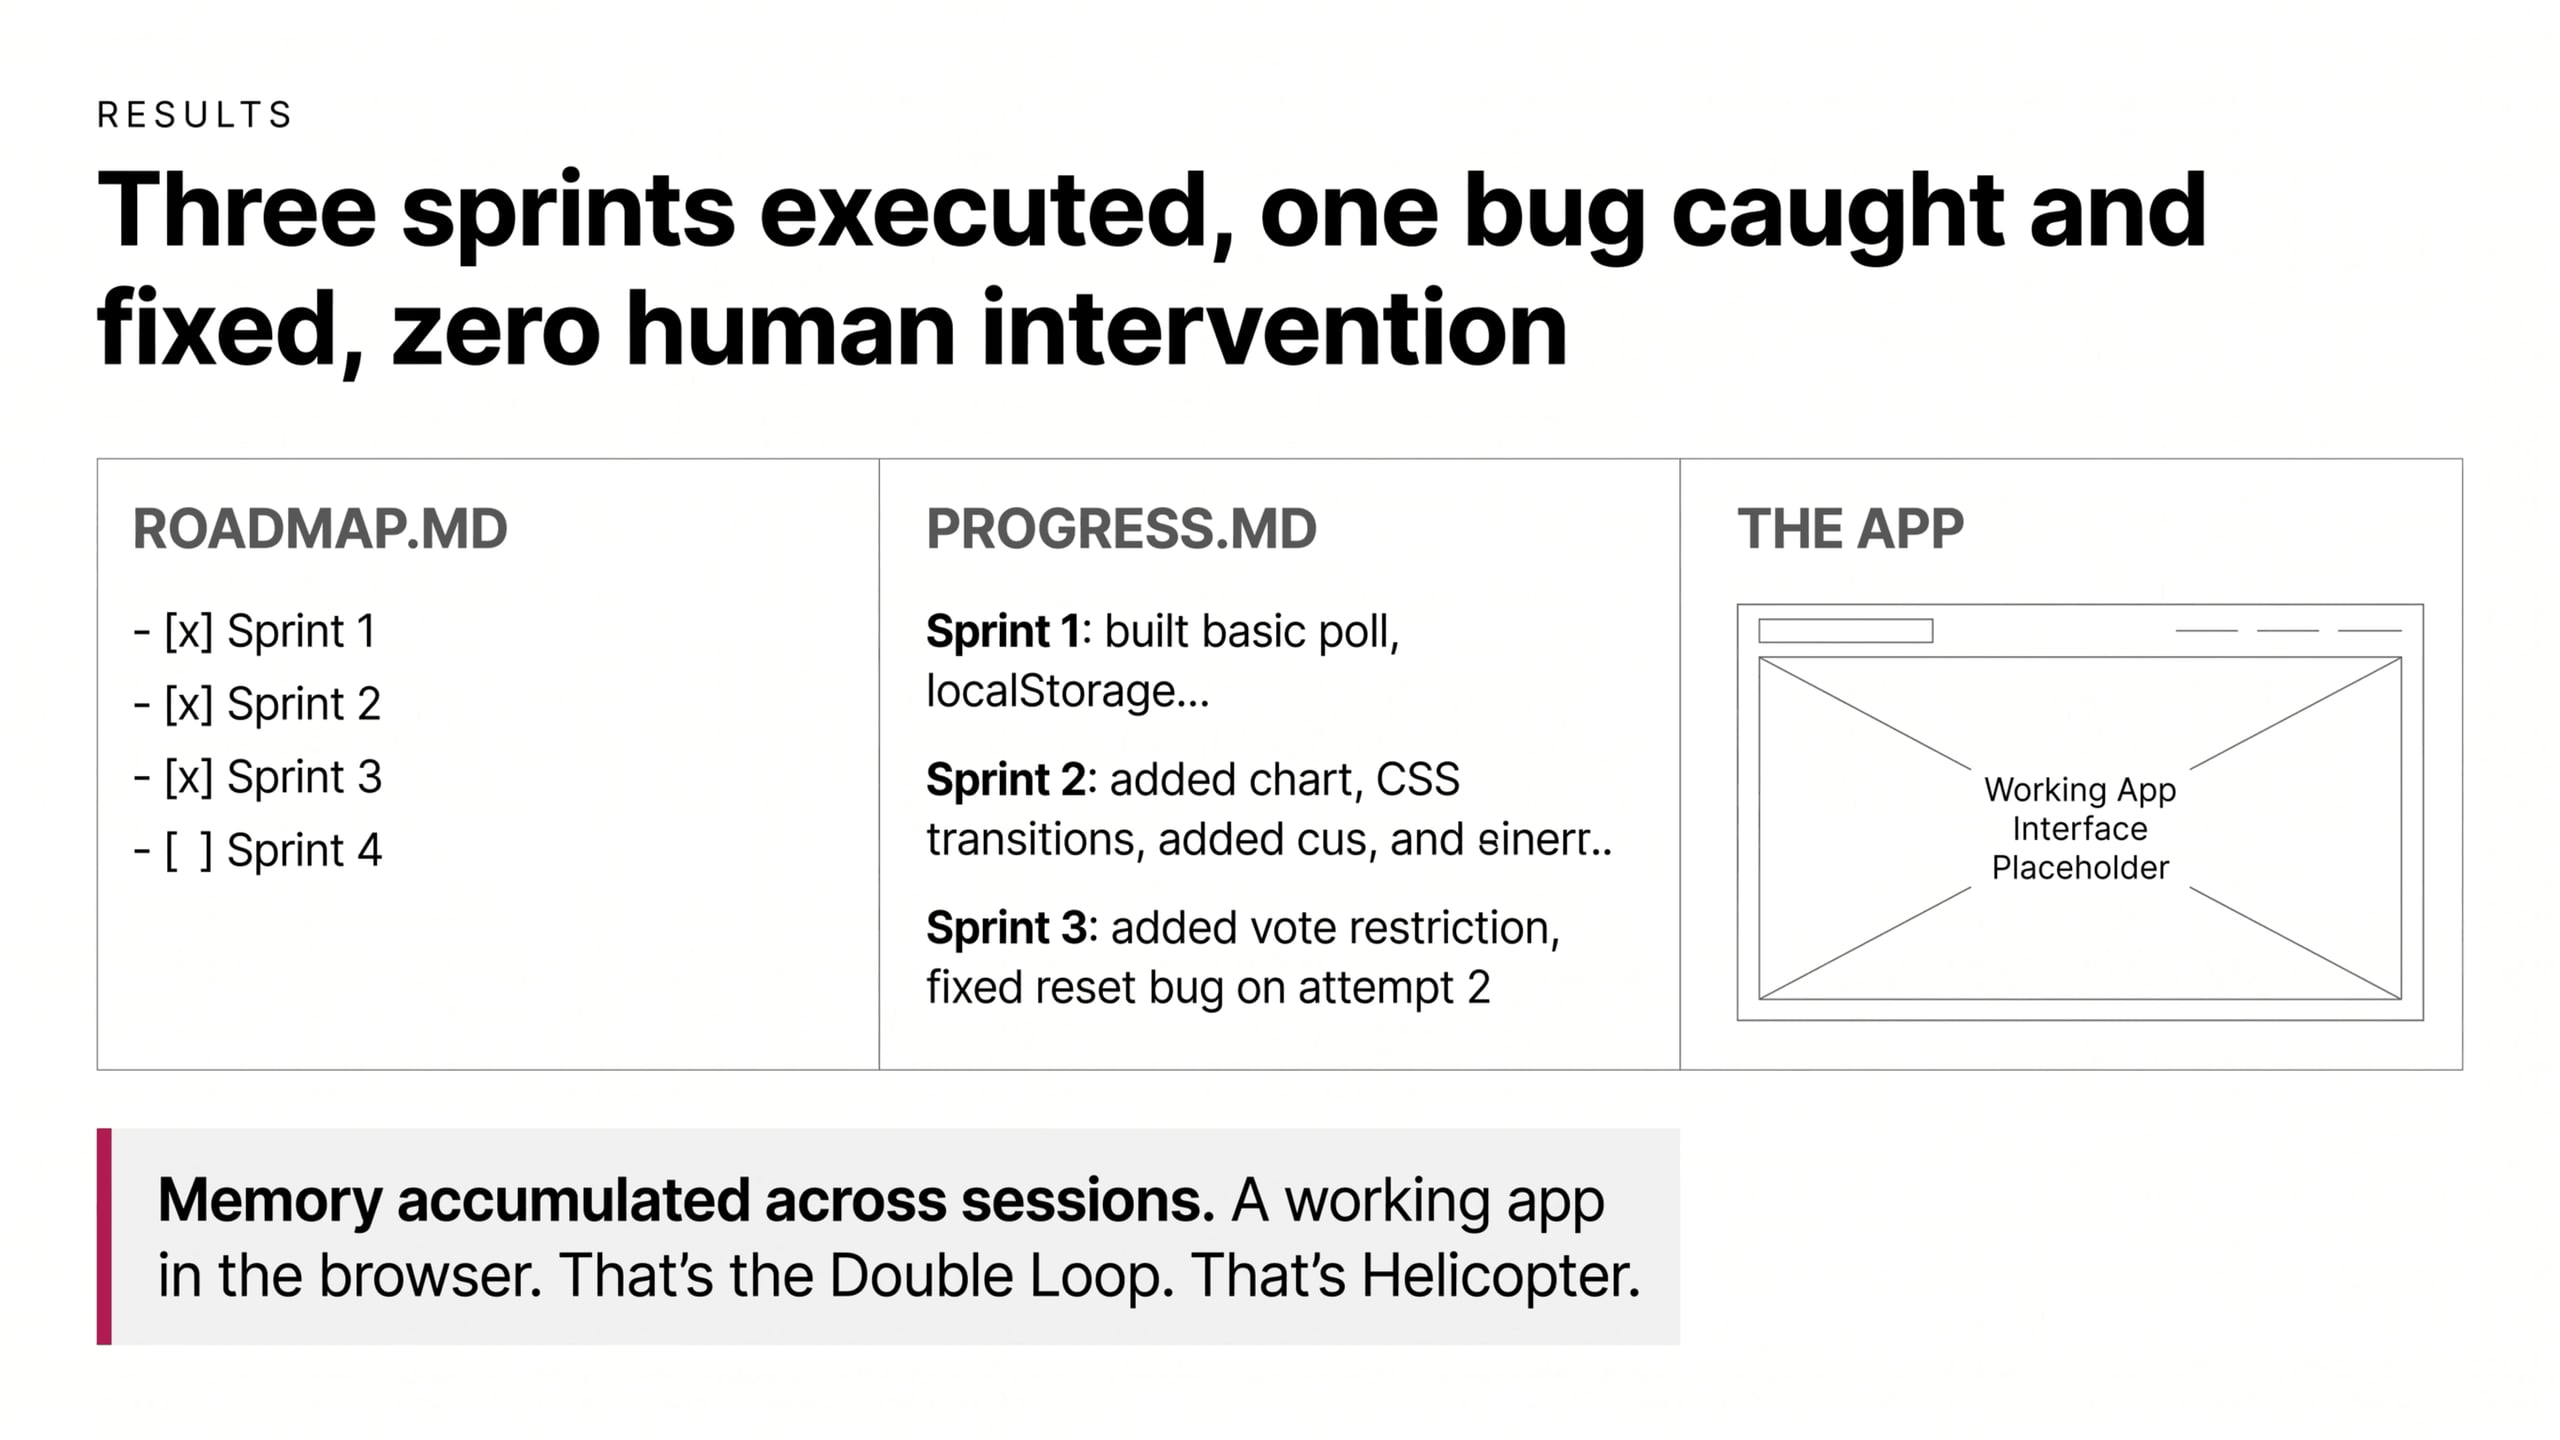 RESULTS
Three sprints executed, one bug caught and
fixed, zero human intervention
ROADMAP.MD
- [x] Sprint 1
- [x] Sprint 2
- [x] Sprint 3
- [ ] Sprint 4
PROGRESS.MD
Sprint 1: built basic poll,
localStorage...
Sprint 2: added chart, CSS
transitions, added cus, and
Sprint 3: added vote restriction,
fixed reset bug on attempt 2
THE APP
Working App
Interface
Placeholder
Memory accumulated across sessions. A working app
in the browser. That’s the Double Loop. That’s Helicopter.